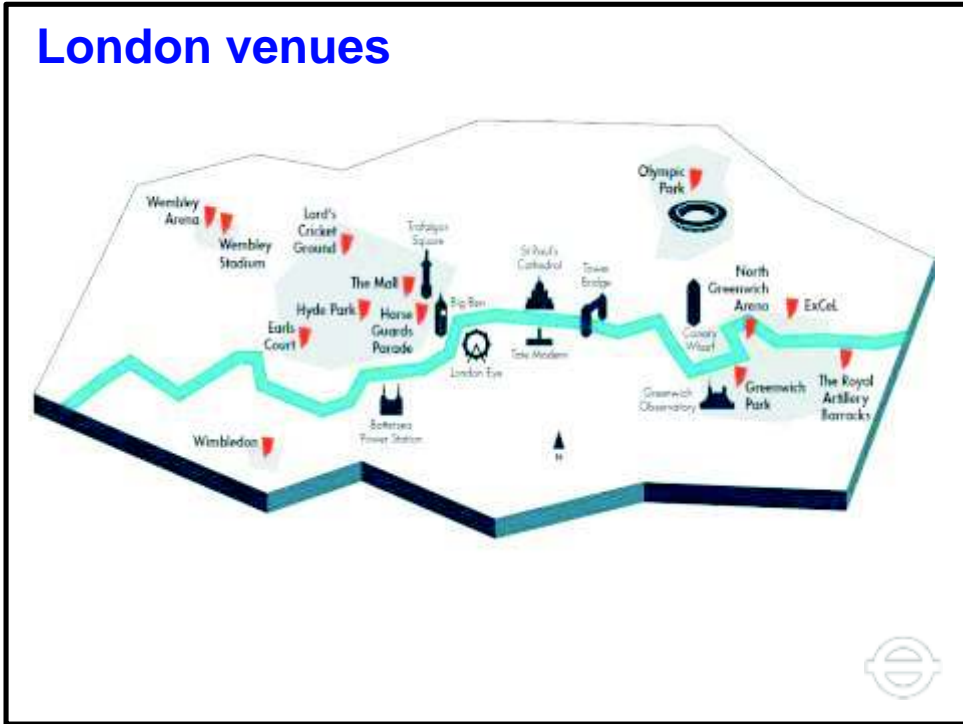 London venues
Olympic
Park
Wembley
Arena
Wembley
Stadium
Lord's
Cricket
Ground
Trafalgar
Square
St Paul's
Cathedral
Tower
Bridge
North
Greenwich
Arena
The Mall
Big Ben
Hyde Park
Horse
Guards
Parade
ExCeL
Earls
Court
London Eye
Tate Modern
Canary
Wharf
Greenwich
Observatory
Greenwich
Park
The Royal
Artillery
Barracks
Battersea
Power Station
Wimbledon
N